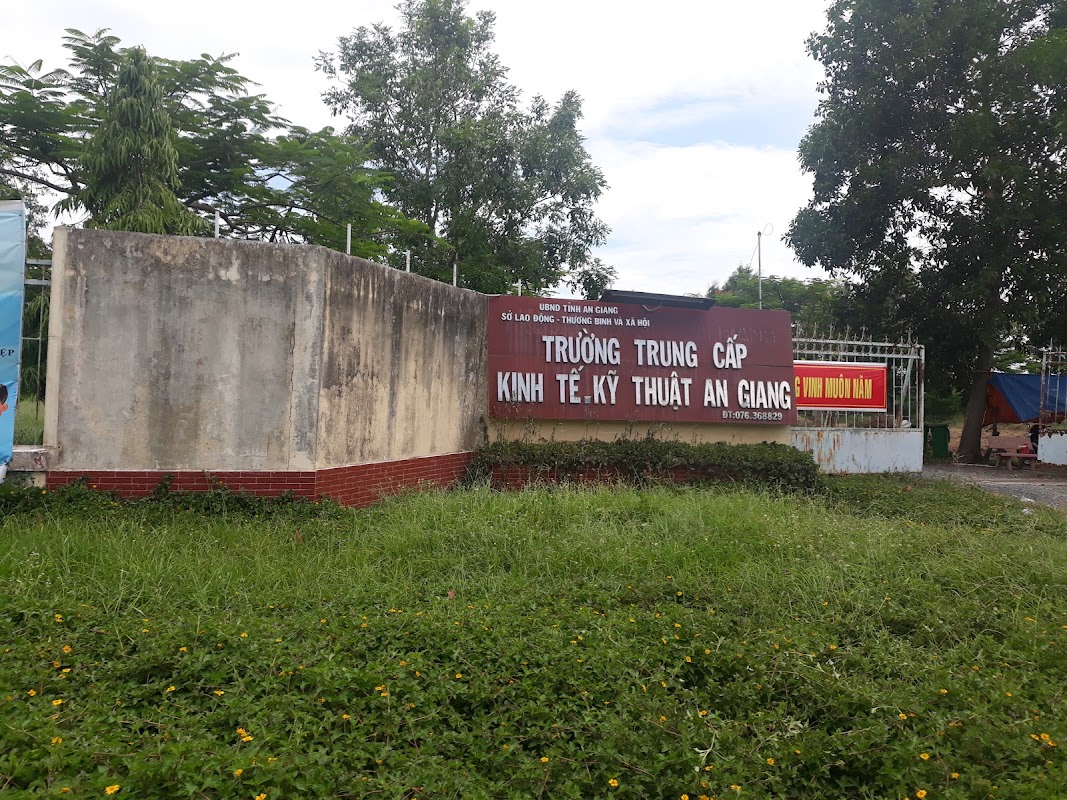 ỆP
UBND TỈNH AN GIANG
SỞ LAO ĐỘNG - THƯƠNG BINH VÀ XÃ HỘI
TRƯỜNG TRUNG CẤP
KINH TẾ.KỸ THUẬT AN GIANG
ĐT:076.368829
G VINH MUÔN NĂM